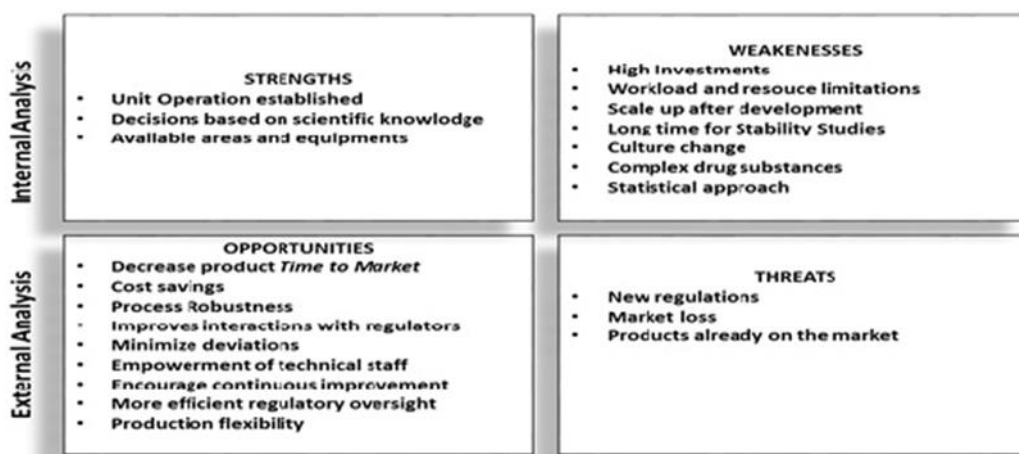 Internal Analysis
STRENGTHS
• Unit Operation established
• Decisions based on scientific knowlodge
• Available areas and equipments
WEAKENESSES
• High Investments
• Workload and resouce limitations
• Scale up after development
• Long time for Stability Studies
• Culture change
• Complex drug substances
• Statistical approach
External Analysis
OPPORTUNITIES
• Decrease product Time to Market
• Cost savings
• Process Robustness
• Improves interactions with regulators
• Minimize deviations
• Empowerment of technical staff
• Encourage continuous improvement
• More efficient regulatory oversight
• Production flexibility
THREATS
• New regulations
• Market loss
• Products already on the market